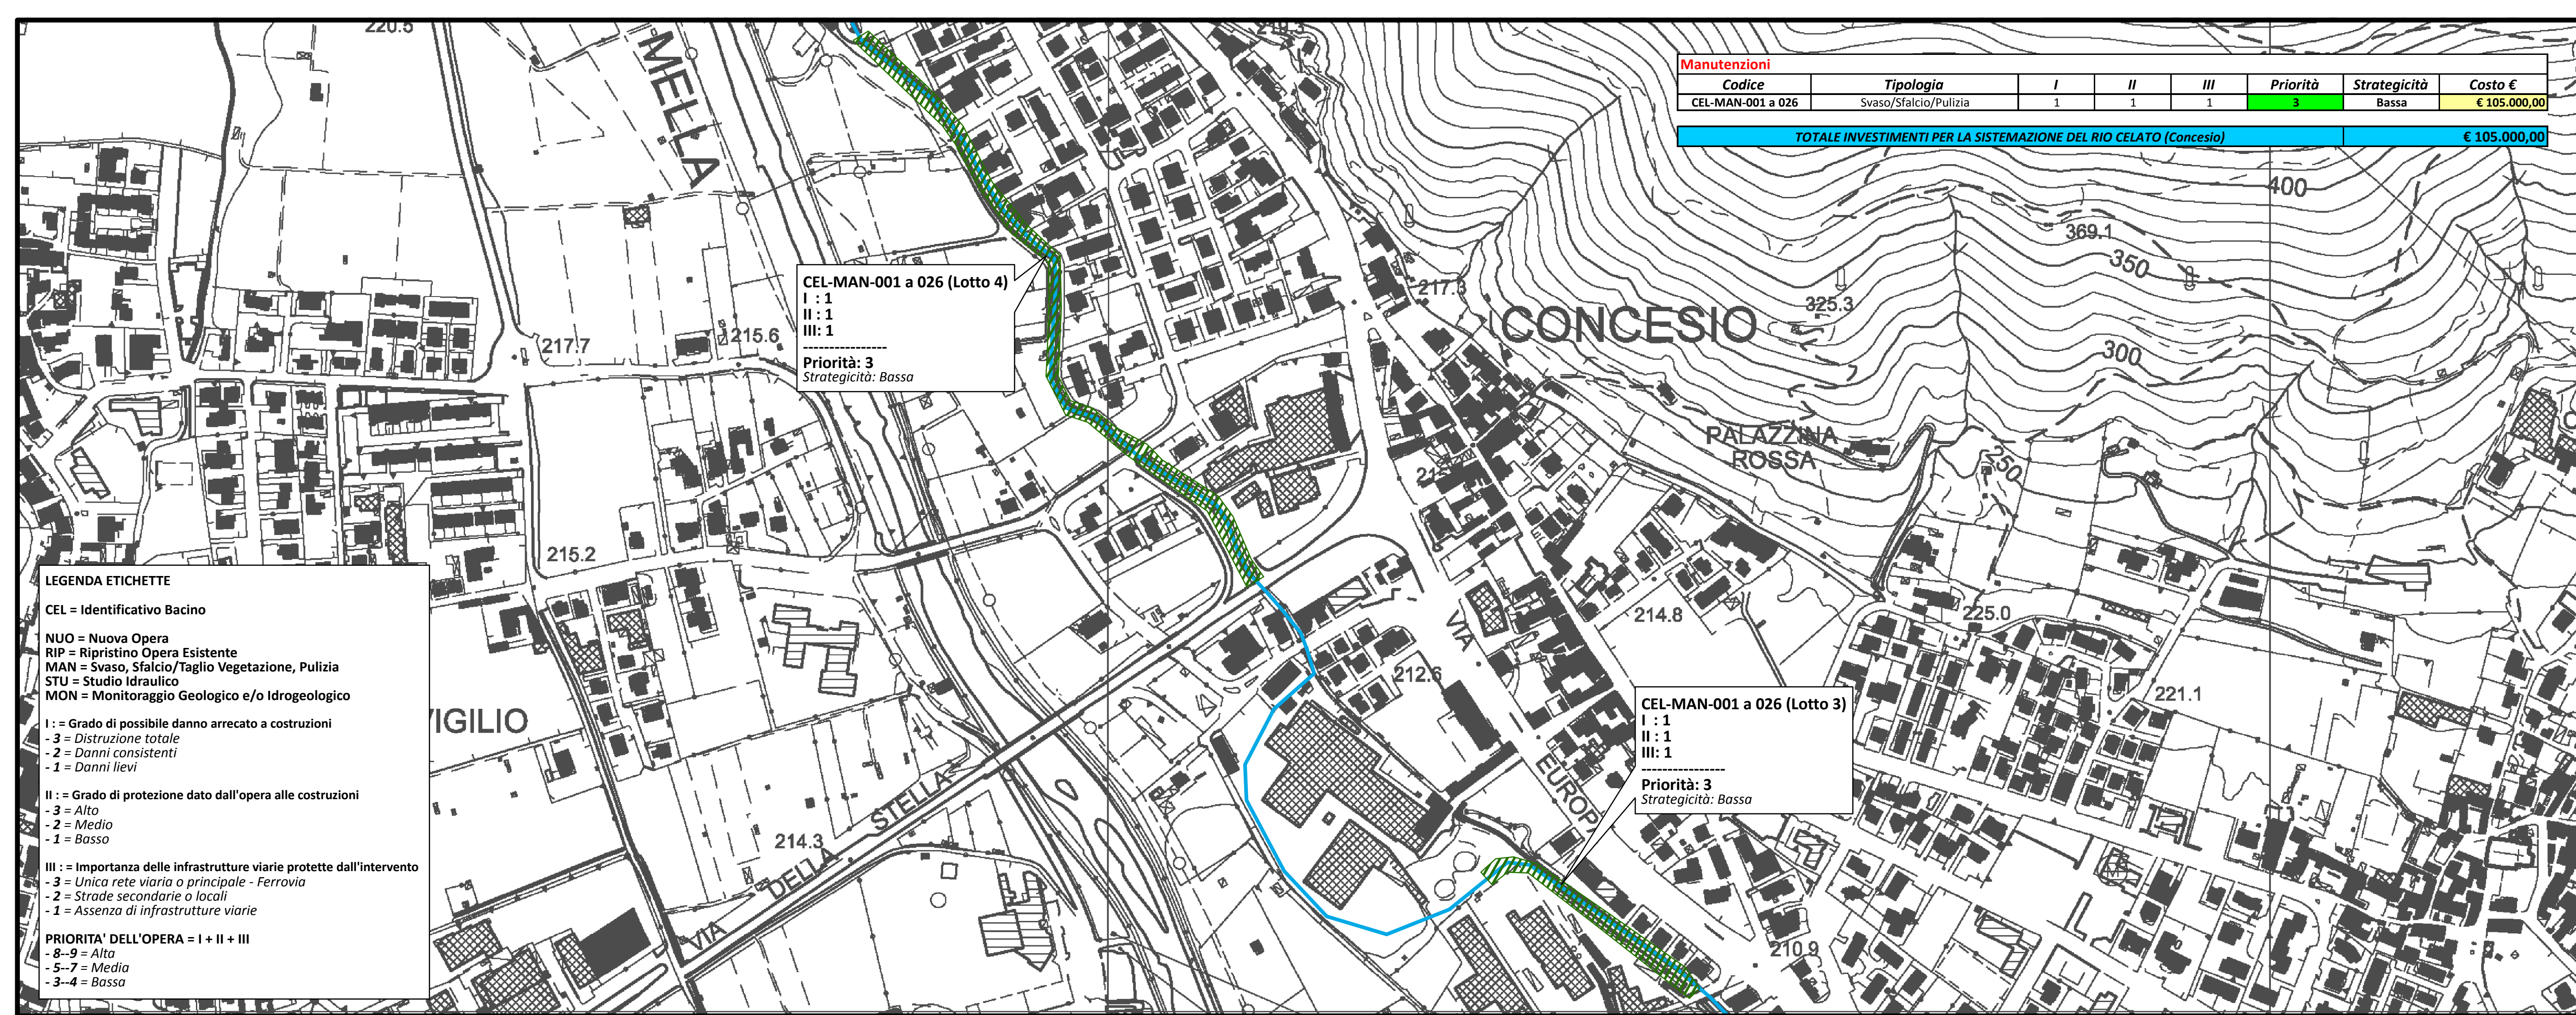 220.5
219.3
MELLA
Manutenzioni
Codice Tipologia I II III Priorità Strategicità Costo €
CEL-MAN-001 a 026 Svaso/Sfalcio/Pulizia 1 1 1 3 Bassa € 105.000,00
TOTALE INVESTIMENTI PER LA SISTEMAZIONE DEL RIO CELATO (Concesio) € 105.000,00
400
369.1
350
325.3
300
CEL-MAN-001 a 026 (Lotto 4)
I : 1
II : 1
III: 1
----------------
Priorità: 3
Strategicità: Bassa
217.3
CONCESIO
217.7
215.6
PALAZZINA
ROSSA
250
215.2
225.0
214.8
221.1
212.6
VIA
EUROPA
VIGILIO
214.3
VIA DELLA STELLA
210.9
CEL-MAN-001 a 026 (Lotto 3)
I : 1
II : 1
III: 1
----------------
Priorità: 3
Strategicità: Bassa
LEGENDA ETICHETTE
CEL = Identificativo Bacino
NUO = Nuova Opera
RIP = Ripristino Opera Esistente
MAN = Svaso, Sfalcio/Taglio Vegetazione, Pulizia
STU = Studio Idraulico
MON = Monitoraggio Geologico e/o Idrogeologico
I : = Grado di possibile danno arrecato a costruzioni
- 3 = Distruzione totale
- 2 = Danni consistenti
- 1 = Danni lievi
II : = Grado di protezione dato dall'opera alle costruzioni
- 3 = Alto
- 2 = Medio
- 1 = Basso
III : = Importanza delle infrastrutture viarie protette dall'intervento
- 3 = Unica rete viaria o principale - Ferrovia
- 2 = Strade secondarie o locali
- 1 = Assenza di infrastrutture viarie
PRIORITA' DELL'OPERA = I + II + III
- 8--9 = Alta
- 5--7 = Media
- 3--4 = Bassa